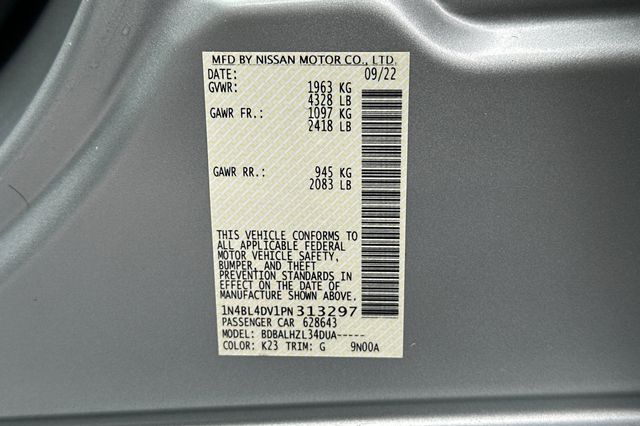 MFD BY NISSAN MOTOR CO., LTD.
DATE: 09/22
GVWR: 1963 KG
4328 LB
GAWR FR.: 1097 KG
2418 LB
GAWR RR.: 945 KG
2083 LB
THIS VEHICLE CONFORMS TO
ALL APPLICABLE FEDERAL
MOTOR VEHICLE SAFETY,
BUMPER, AND THEFT
PREVENTION STANDARDS IN
EFFECT ON THE DATE OF
MANUFACTURE SHOWN ABOVE.
1N4BL4DV1PN313297
PASSENGER CAR 628643
MODEL: BDBALHZL34DUA-----
COLOR: K23 TRIM: G 9N00A